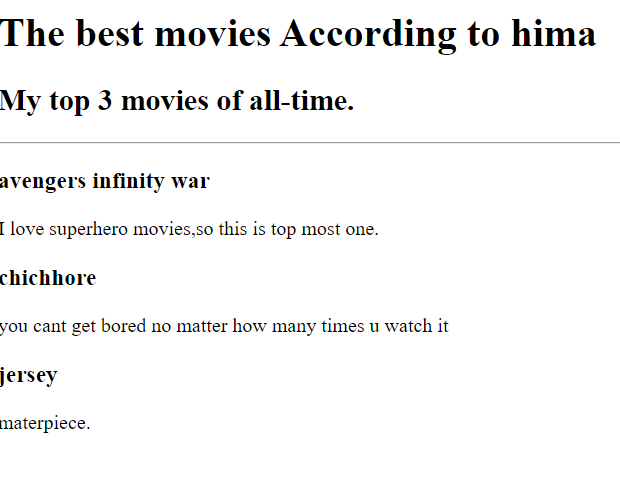 The best movies According to hima
My top 3 movies of all-time.
avengers infinity war
I love superhero movies,so this is top most one.
chichhore
you cant get bored no matter how many times u watch it
jersey
materpiece.